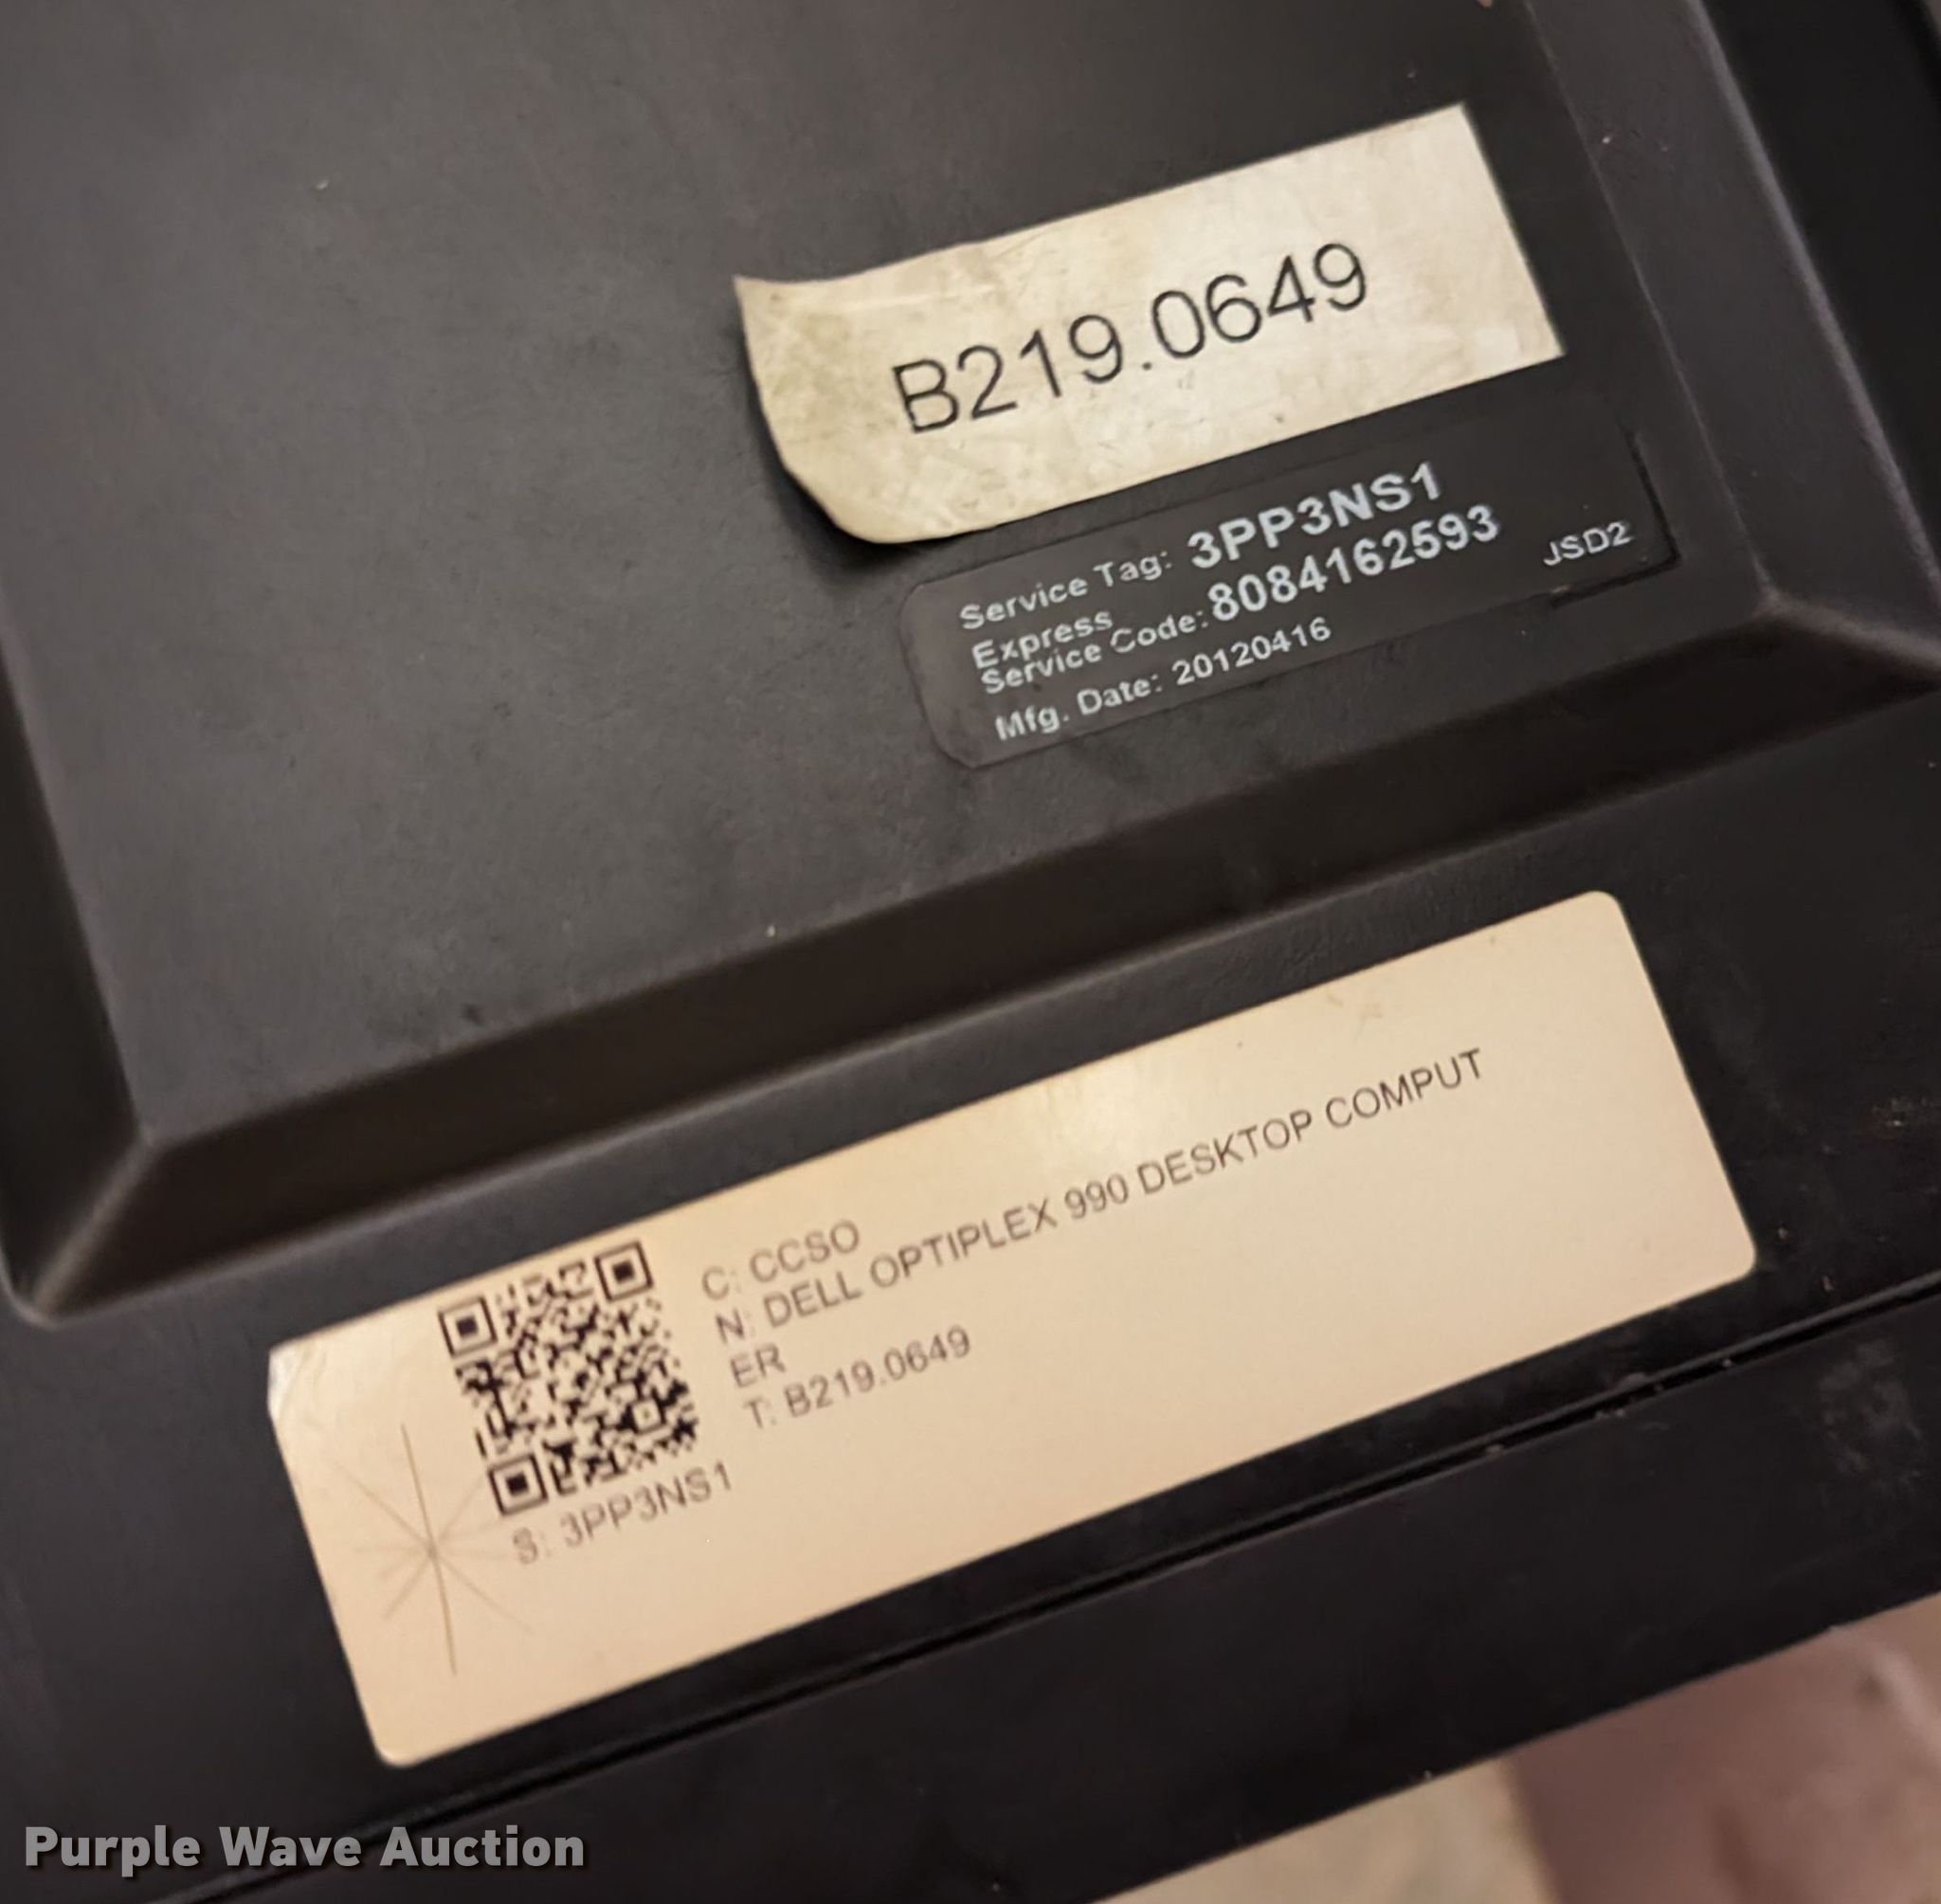 B219.0649
Service Tag: 3PP3NS1
Express
Service Code: 8084162593
Mfg. Date: 20120416
JSD2
C: CCSO
N: DELL OPTIPLEX 990 DESKTOP COMPUT
ER
T: B219.0649
S: 3PP3NS1
Purple Wave Auction